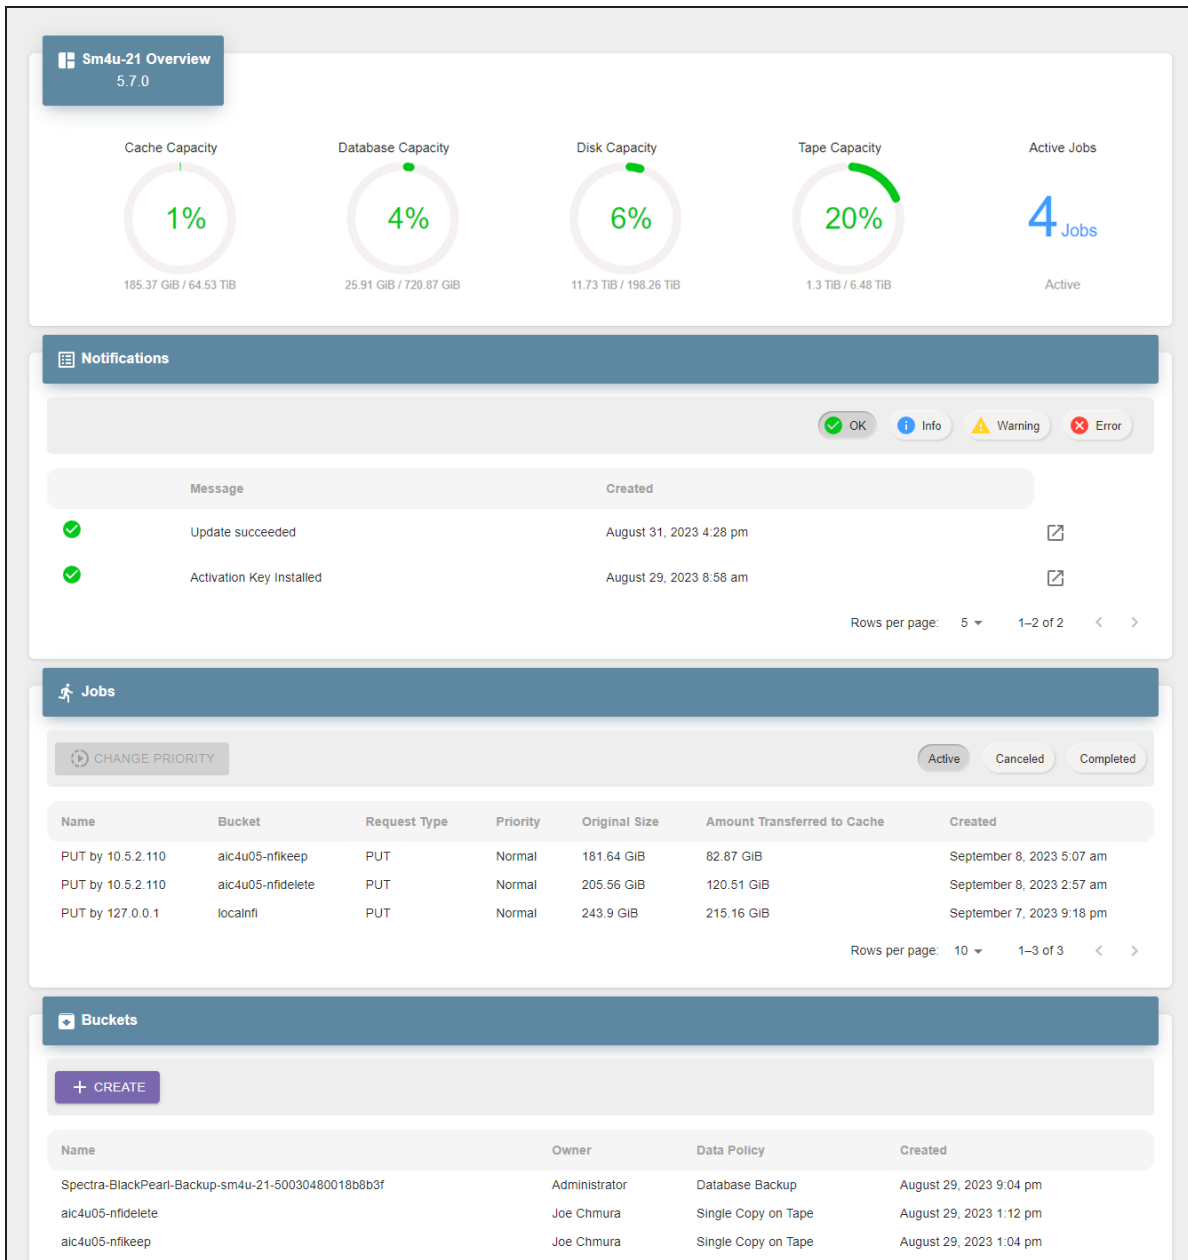 Sm4u-21 Overview
5.7.0
Cache Capacity Database Capacity Disk Capacity Tape Capacity Active Jobs
1% 4% 6% 20% 4 Jobs
185.37 GiB / 64.53 TiB 25.91 GiB / 720.87 GiB 11.73 TiB / 198.26 TiB 1.3 TiB / 6.48 TiB Active
Notifications
OK Info Warning Error
Message Created
Update succeeded August 31, 2023 4:28 pm
Activation Key Installed August 29, 2023 8:58 am
Rows per page: 5 1–2 of 2
Jobs
CHANGE PRIORITY Active Canceled Completed
Name Bucket Request Type Priority Original Size Amount Transferred to Cache Created
PUT by 10.5.2.110 aic4u05-nfikeep PUT Normal 181.64 GiB 82.87 GiB September 8, 2023 5:07 am
PUT by 10.5.2.110 aic4u05-nfidelete PUT Normal 205.56 GiB 120.51 GiB September 8, 2023 2:57 am
PUT by 127.0.0.1 localnfi PUT Normal 243.9 GiB 215.16 GiB September 7, 2023 9:18 pm
Rows per page: 10 1–3 of 3
Buckets
+ CREATE
Name Owner Data Policy Created
Spectra-BlackPearl-Backup-sm4u-21-50030480018b8b3f Administrator Database Backup August 29, 2023 9:04 pm
aic4u05-nfidelete Joe Chmura Single Copy on Tape August 29, 2023 1:12 pm
aic4u05-nfikeep Joe Chmura Single Copy on Tape August 29, 2023 1:04 pm